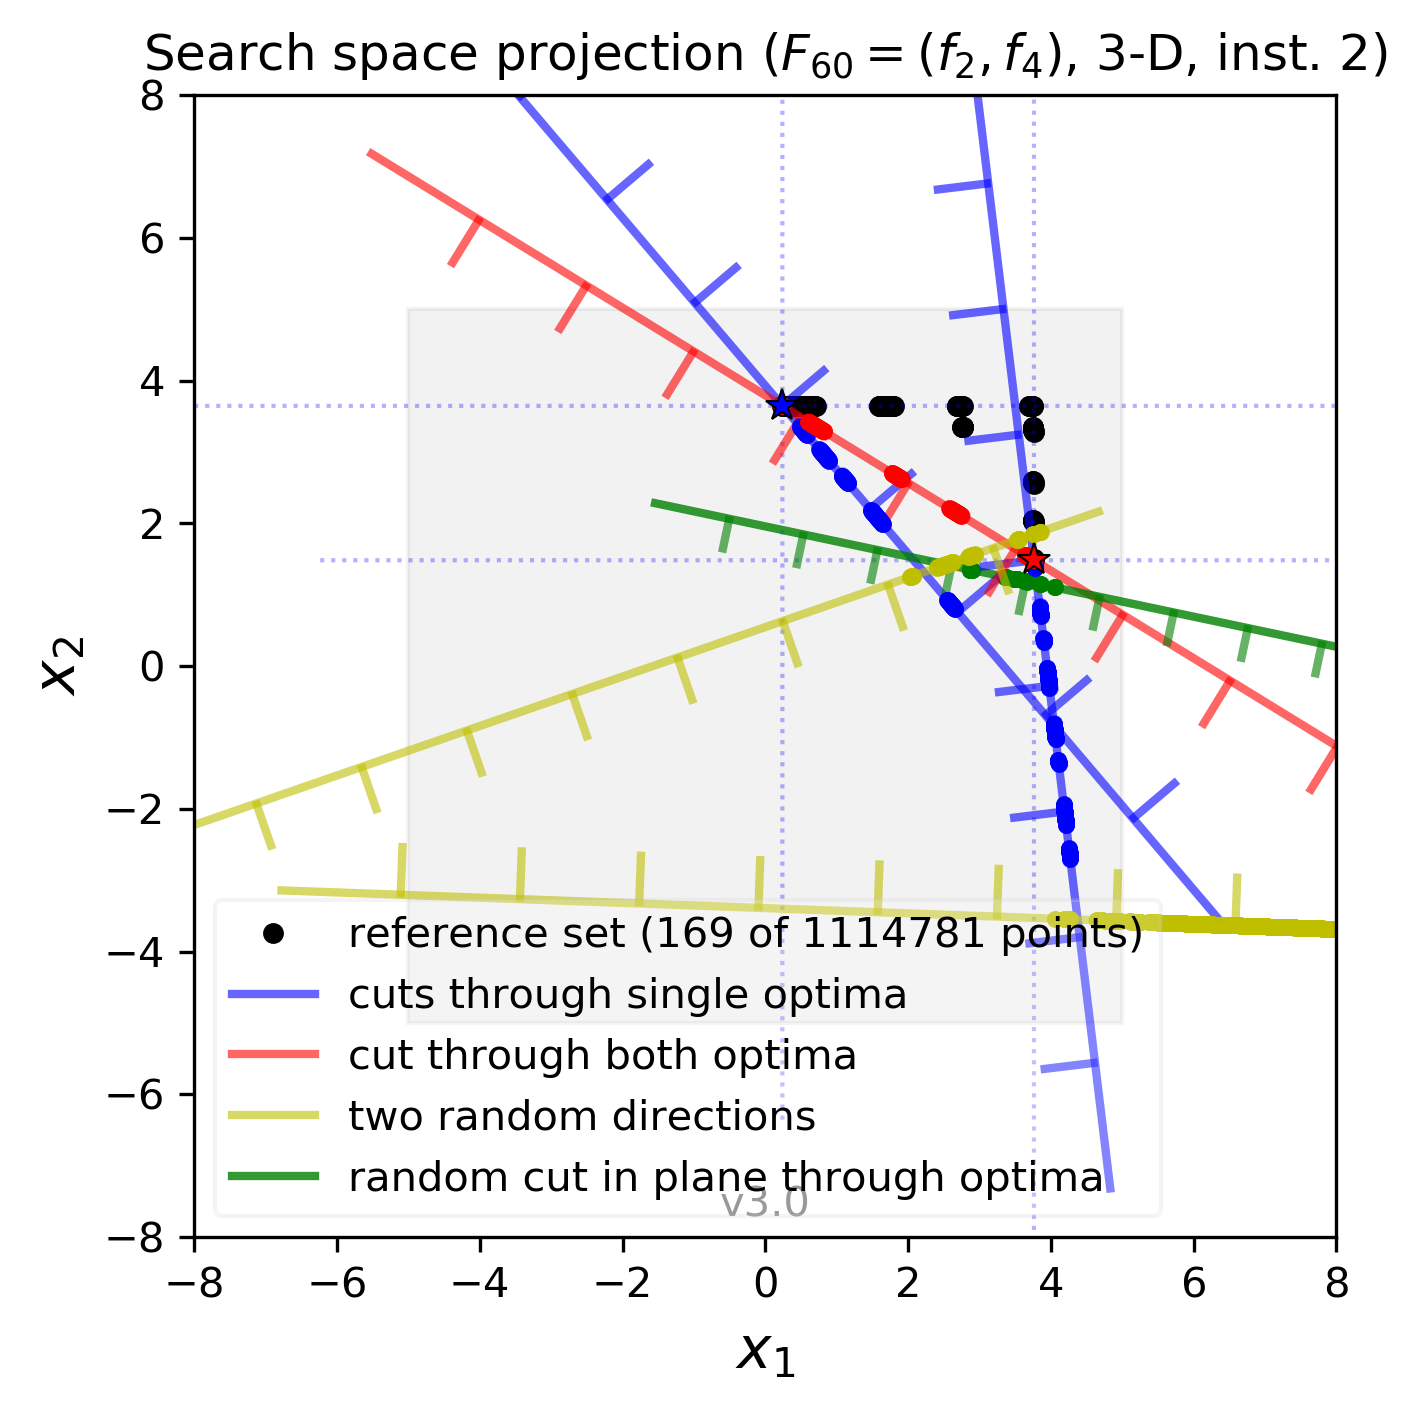 Search space projection (F₆₀ = (f₂, f₄), 3-D, inst. 2)
8
6
4
2
0
−2
−4
−6
−8
x₂
reference set (169 of 1114781 points)
cuts through single optima
cut through both optima
two random directions
random cut in plane through optima
v3.0
−8 −6 −4 −2 0 2 4 6 8
x₁